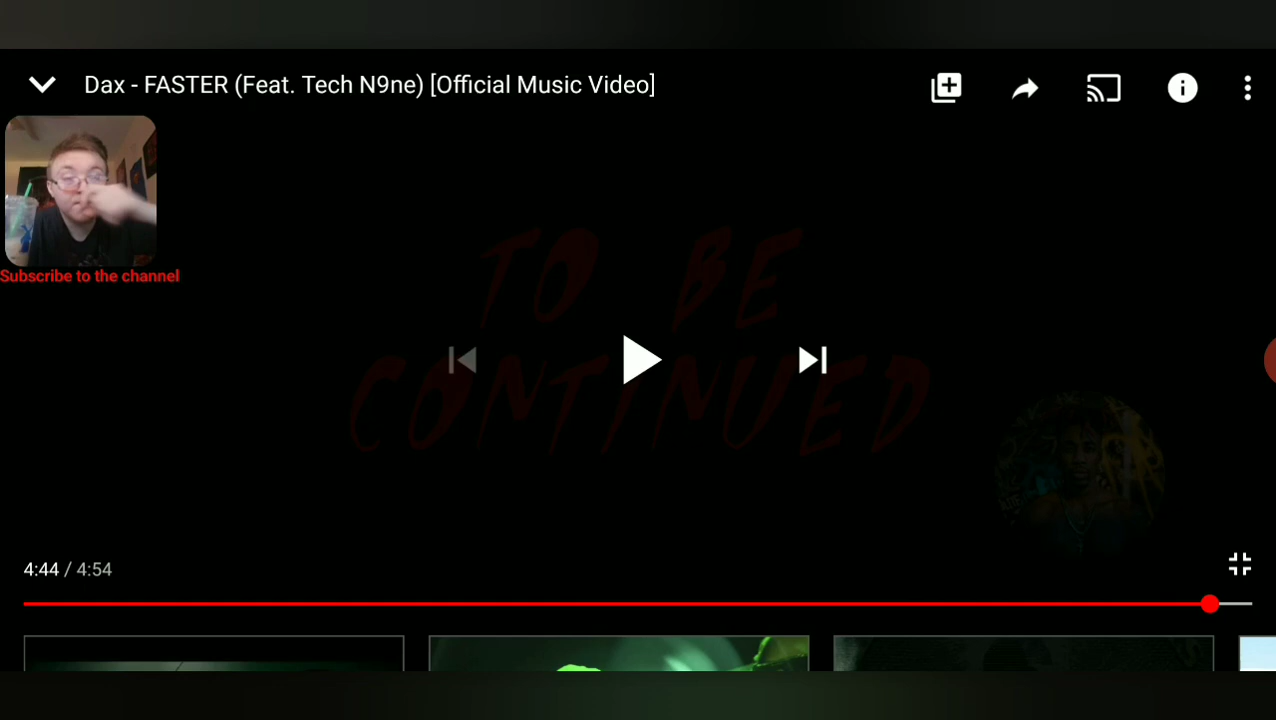 Dax - FASTER (Feat. Tech N9ne) [Official Music Video]
Subscribe to the channel
TO BE
CONTINUED
4:44 / 4:54